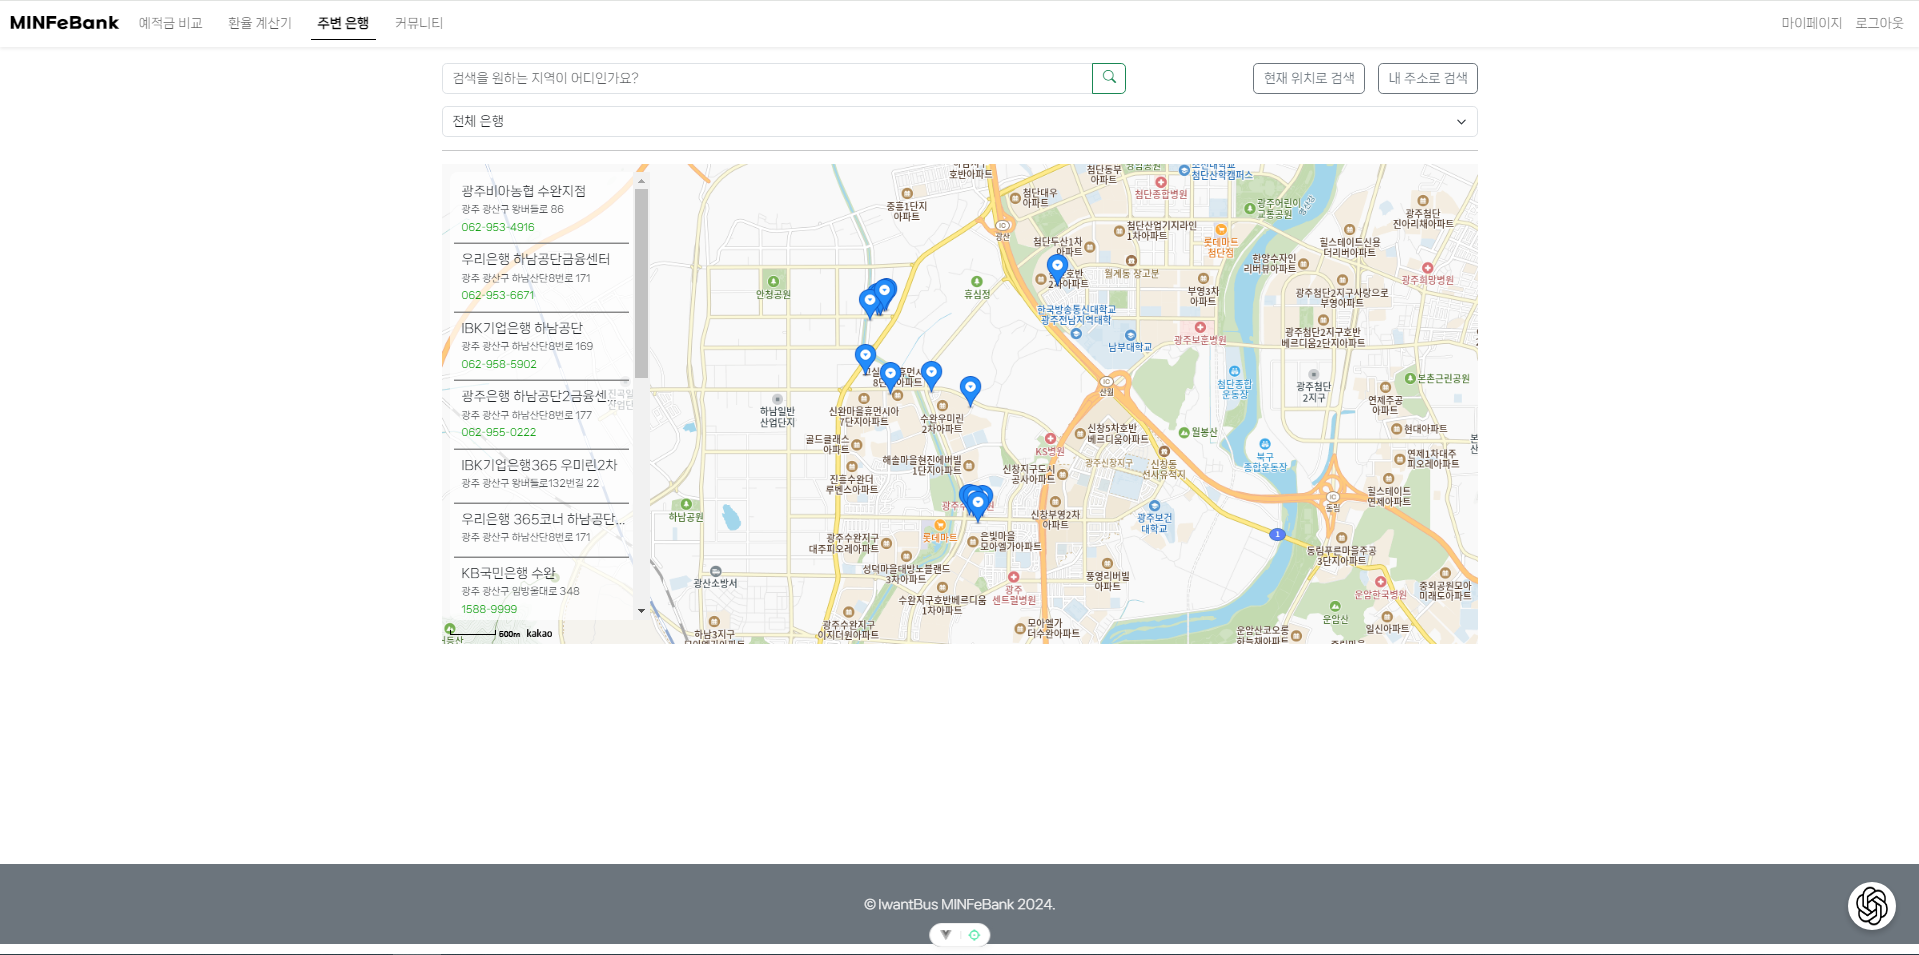 MINFeBank 예적금 비교 환율 계산기 주변 은행 커뮤니티 마이페이지 로그아웃
검색을 원하는 지역이 어디인가요? 현재 위치로 검색 내 주소로 검색
전체 은행
광주비아농협 수완지점
광주 광산구 왕버들로 86
062-953-4916
우리은행 하남공단금융센터
광주 광산구 하남산단8번로 171
062-953-6671
IBK기업은행 하남공단
광주 광산구 하남산단8번로 169
062-958-5902
광주은행 하남공단2금융센...
광주 광산구 하남산단8번로 177
062-955-0222
IBK기업은행365 우미린2차
광주 광산구 왕버들로132번길 22
우리은행 365코너 하남공단...
광주 광산구 하남산단8번로 171
KB국민은행 수완
광주 광산구 임방울대로 348
1588-9999
500m kakao
호반아파트
중흥1단지
아파트
첨단대우
아파트
첨단동부
아파트
첨단종합병원
첨단산학캠퍼스
광주어린이
교통공원
광주첨단
진아리채아파트
첨단산업기지라인
1차아파트
첨단두산1차
아파트
롯데마트
첨단점
힐스테이트신용
더리버아파트
한양수자인
리버뷰아파트
광주희망병원
월계동 장고분
안청공원
휴심정
2차아파트
부영3차
아파트
광주첨단2지구사랑으로
부영아파트
한국방송통신대학교
광주전남지역대학
남부대학교
광주보훈병원
광주첨단2지구호반
베르디움2단지아파트
첨단종합
운동장
광주첨단
2지구
본촌근린공원
연제주공
아파트
현대아파트
하남일반
산업단지
신완마을휴먼시아
7단지아파트
수완우미린
2차아파트
골드클래스
아파트
신창5차호반
베르디움아파트
월봉산
KS병원
북구
종합운동장
해솔마을현진에버빌
1단지아파트
신창지구도시
공사아파트
광주신창지구
신창동
선사유적지
연제1차대주
피오레아파트
진흥수완더
루벤스아파트
힐스테이트
연제아파트
하남공원
신창부영2차
아파트
광주보건
대학교
롯데마트
은빛마을
모아엘가아파트
광주수완지구
대주피오레아파트
동림푸른마을주공
3단지아파트
성덕마을대방노블랜드
3차아파트
광산소방서
광주
센트럴병원
풍영리버빌
아파트
수완지구호반베르디움
1차아파트
운암한국병원
중외공원모아
미래도아파트
하남3지구
광주수완지구
이지더원아파트
모아엘가
더수완아파트
운암산
운암산코오롱
일신아파트
© IwantBus MINFeBank 2024.